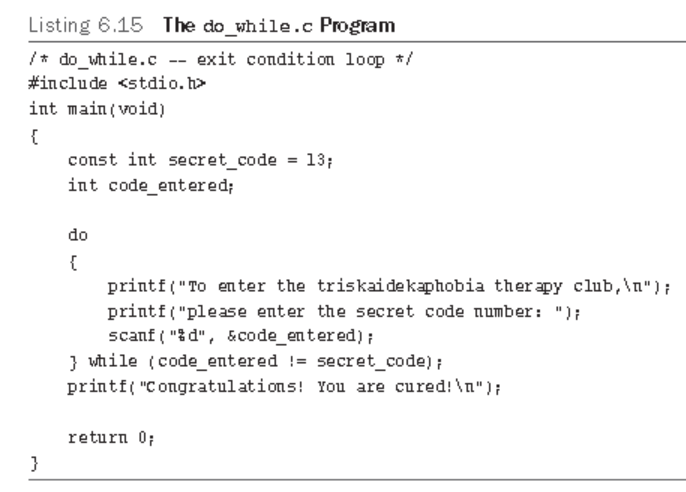 Listing 6.15 The do_while.c Program
/* do_while.c -- exit condition loop */
#include <stdio.h>
int main(void)
{
    const int secret_code = 13;
    int code_entered;

    do
    {
        printf("To enter the triskaidekaphobia therapy club,\n");
        printf("please enter the secret code number: ");
        scanf("%d", &code_entered);
    } while (code_entered != secret_code);
    printf("Congratulations! You are cured!\n");

    return 0;
}